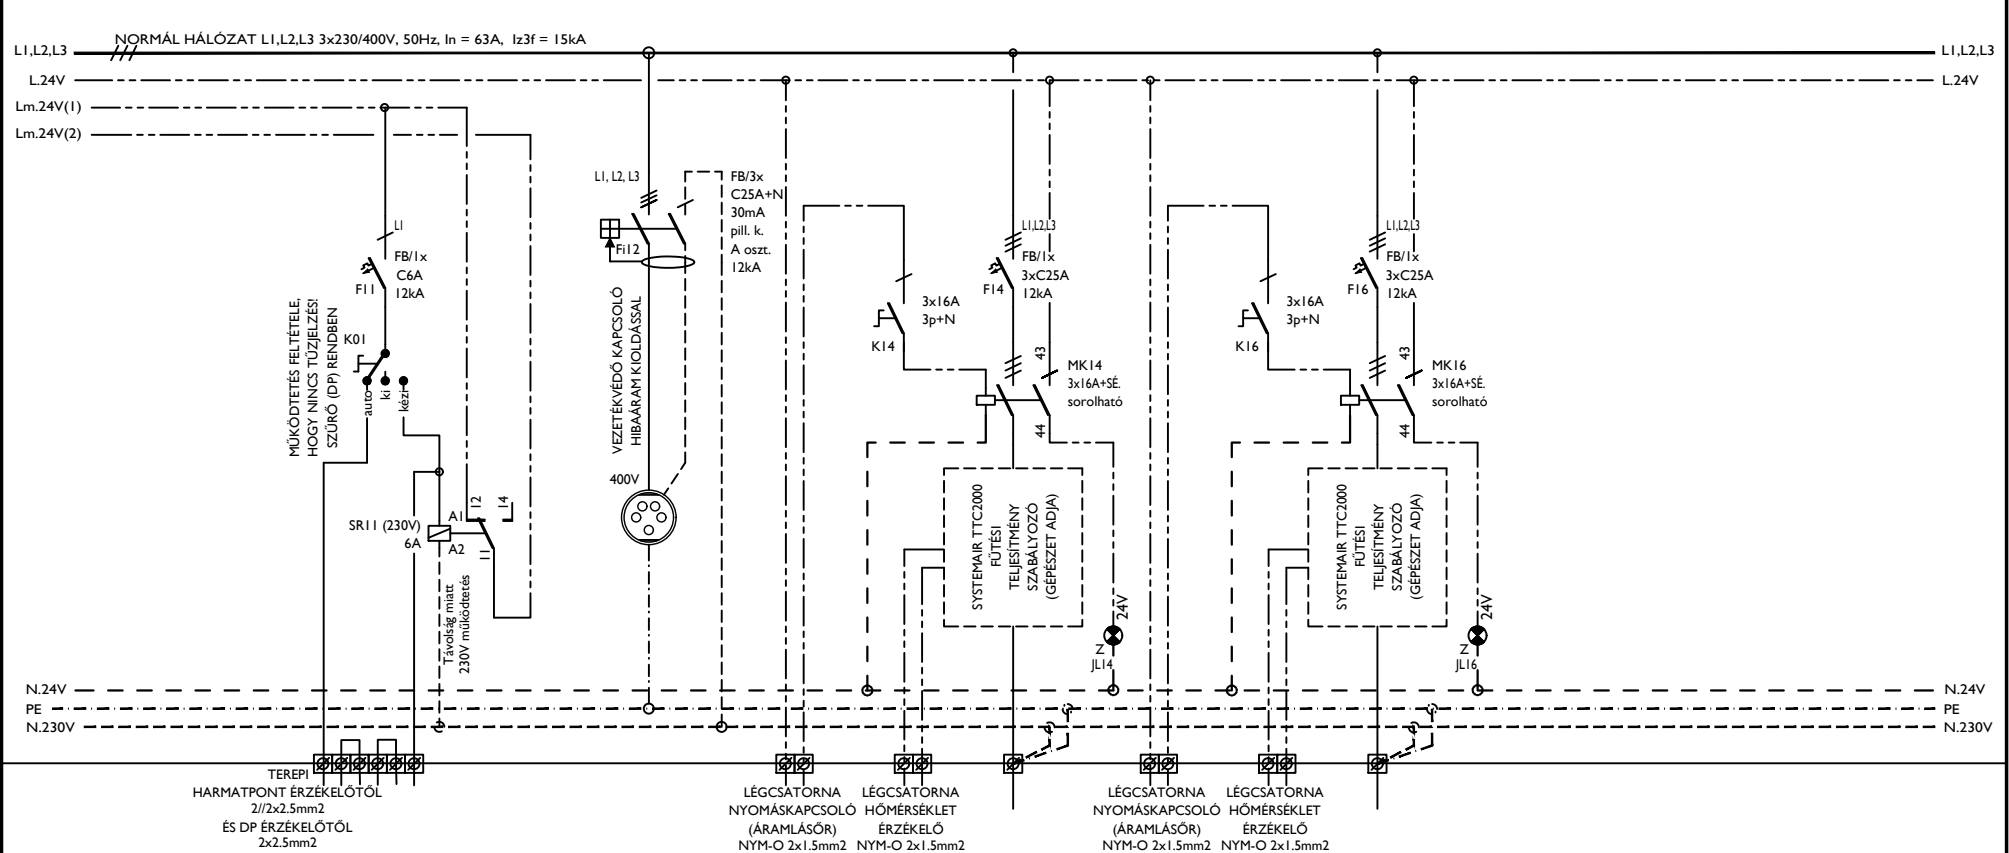 NORMÁL HÁLÓZAT L1,L2,L3 3x230/400V, 50Hz, In = 63A, Iz3f = 15kA
L1,L2,L3
L1,L2,L3
L.24V
L.24V
Lm.24V(1)
Lm.24V(2)
L1
FB/1x
C6A
12kA
F11
MŰKÖDTETÉS FELTÉTELE,
HOGY NINCS TŰZJELZÉS!
SZŰRŐ (DP) RENDBEN
K01
auto
ki
kézi
SR11 (230V)
6A
A1
A2
12
14
11
Távolság miatt
230V működtetés
L1, L2, L3
FB/3x
C25A+N
30mA
pill. k.
A oszt.
12kA
Fi12
VEZETÉKVÉDŐ KAPCSOLÓ
HIBAÁRAM KIOLDÁSSAL
400V
3x16A
3p+N
K14
L1,L2,L3
FB/1x
3xC25A
12kA
F14
43
44
MK14
3x16A+SÉ.
sorolható
SYSTEMAIR TTC2000
FŰTÉSI
TELJESÍTMÉNY
SZABÁLYOZÓ
(GÉPÉSZET ADJA)
24V
Z
JL14
3x16A
3p+N
K16
L1,L2,L3
FB/1x
3xC25A
12kA
F16
43
44
MK16
3x16A+SÉ.
sorolható
SYSTEMAIR TTC2000
FŰTÉSI
TELJESÍTMÉNY
SZABÁLYOZÓ
(GÉPÉSZET ADJA)
24V
Z
JL16
N.24V
N.24V
PE
PE
N.230V
N.230V
TEREPI
HARMATPONT ÉRZÉKELŐTŐL
2//2x2.5mm2
ÉS DP ÉRZÉKELŐTŐL
2x2.5mm2
LÉGCSATORNA
NYOMÁSKAPCSOLÓ
(ÁRAMLÁSŐR)
NYM-O 2x1.5mm2
LÉGCSATORNA
HŐMÉRSÉKLET
ÉRZÉKELŐ
NYM-O 2x1.5mm2
LÉGCSATORNA
NYOMÁSKAPCSOLÓ
(ÁRAMLÁSŐR)
NYM-O 2x1.5mm2
LÉGCSATORNA
HŐMÉRSÉKLET
ÉRZÉKELŐ
NYM-O 2x1.5mm2